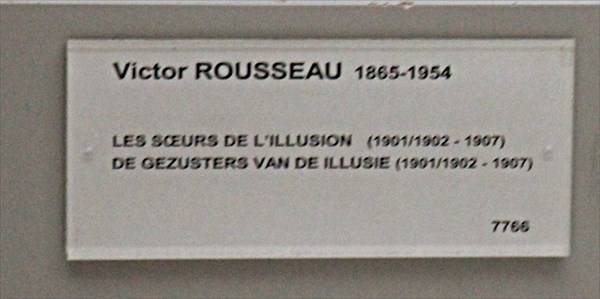 Victor ROUSSEAU 1865-1954
LES SŒURS DE L'ILLUSION (1901/1902 - 1907)
DE GEZUSTERS VAN DE ILLUSIE (1901/1902 - 1907)
7766